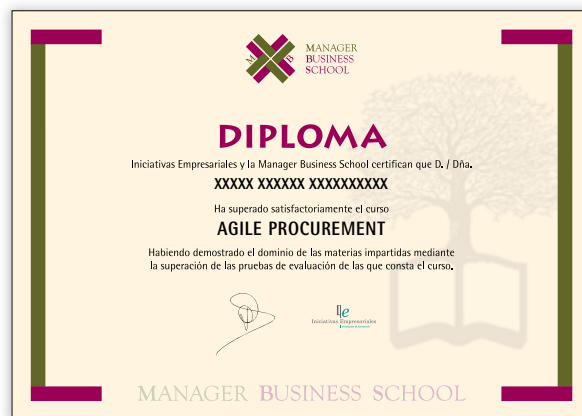 M B
MANAGER
BUSINESS
SCHOOL
DIPLOMA
Iniciativas Empresariales y la Manager Business School certifican que D. / Dña.
XXXXX XXXXXX XXXXXXXXXX
Ha superado satisfactoriamente el curso
AGILE PROCUREMENT
Habiendo demostrado el dominio de las materias impartidas mediante
la superación de las pruebas de evaluación de las que consta el curso.
Iniciativas Empresariales
MANAGER BUSINESS SCHOOL